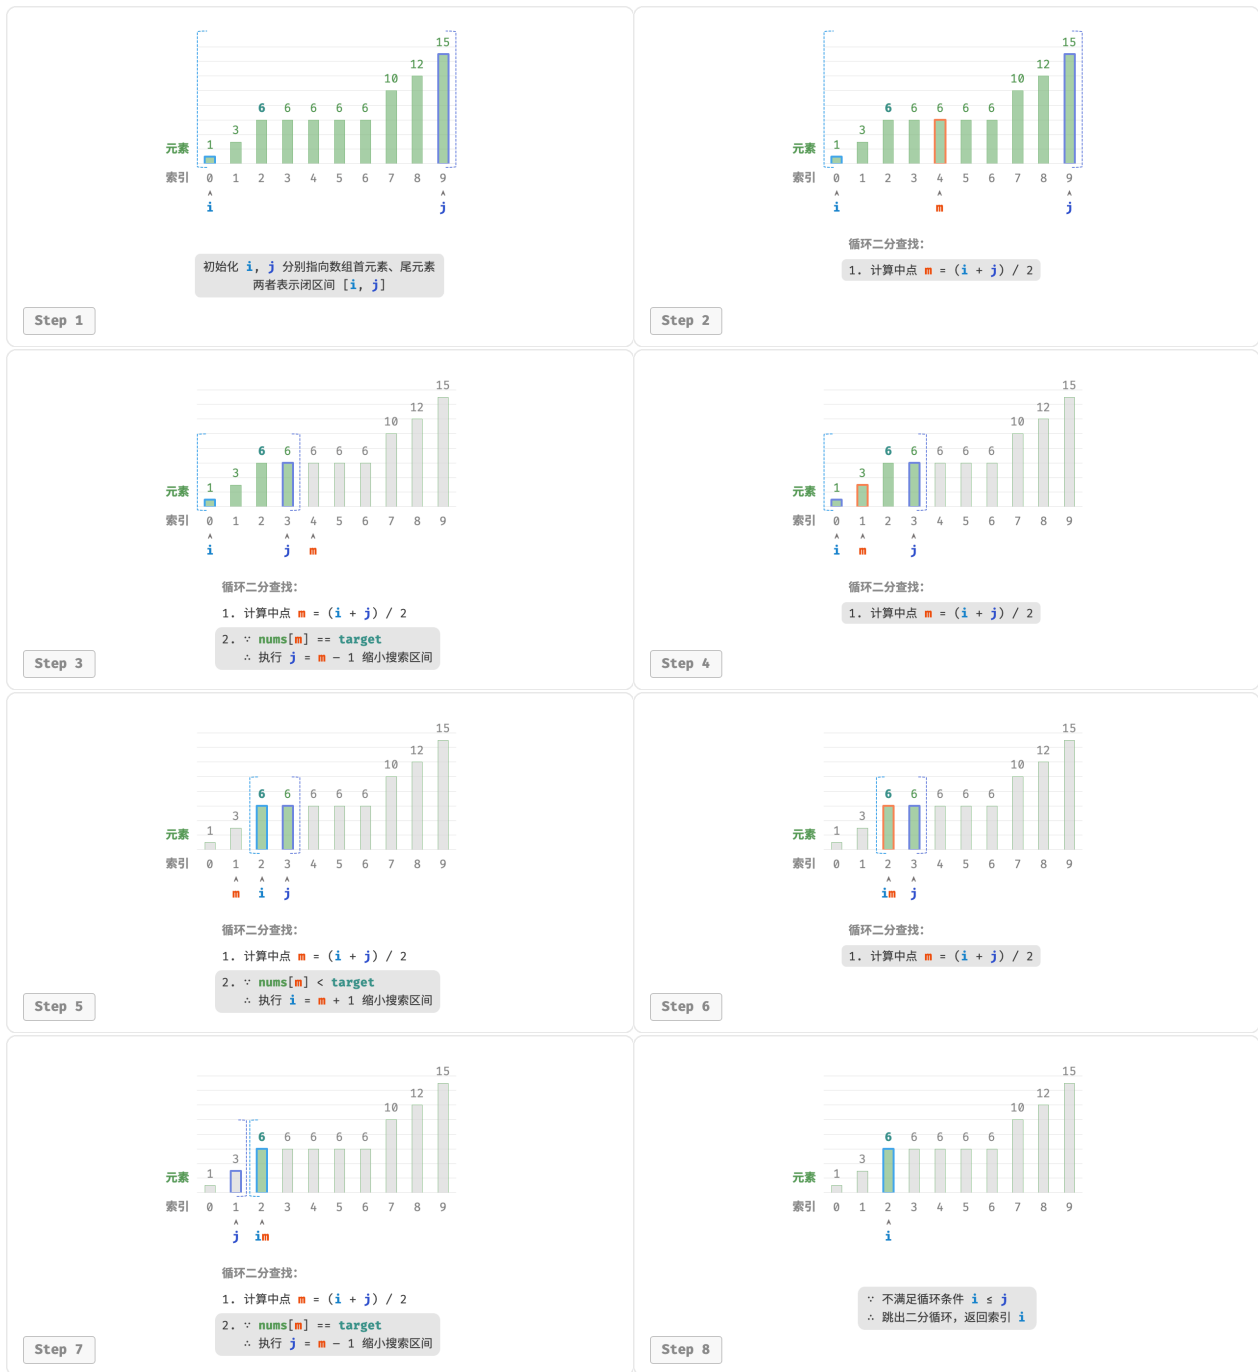 15
12
10
6 6 6 6 6
3
元素 1
索引 0 1 2 3 4 5 6 7 8 9
i j
初始化 i, j 分别指向数组首元素、尾元素
两者表示闭区间 [i, j]
Step 1
15
12
10
6 6 6 6 6
3
元素 1
索引 0 1 2 3 4 5 6 7 8 9
i m j
循环二分查找：
1. 计算中点 m = (i + j) / 2
Step 2
15
12
10
6 6 6 6 6
3
元素 1
索引 0 1 2 3 4 5 6 7 8 9
i j m
循环二分查找：
1. 计算中点 m = (i + j) / 2
2. ∵ nums[m] == target
∴ 执行 j = m − 1 缩小搜索区间
Step 3
15
12
10
6 6 6 6 6
3
元素 1
索引 0 1 2 3 4 5 6 7 8 9
i m j
循环二分查找：
1. 计算中点 m = (i + j) / 2
Step 4
15
12
10
6 6 6 6 6
3
元素 1
索引 0 1 2 3 4 5 6 7 8 9
m i j
循环二分查找：
1. 计算中点 m = (i + j) / 2
2. ∵ nums[m] < target
∴ 执行 i = m + 1 缩小搜索区间
Step 5
15
12
10
6 6 6 6 6
3
元素 1
索引 0 1 2 3 4 5 6 7 8 9
im j
循环二分查找：
1. 计算中点 m = (i + j) / 2
Step 6
15
12
10
6 6 6 6 6
3
元素 1
索引 0 1 2 3 4 5 6 7 8 9
j im
循环二分查找：
1. 计算中点 m = (i + j) / 2
2. ∵ nums[m] == target
∴ 执行 j = m − 1 缩小搜索区间
Step 7
15
12
10
6 6 6 6 6
3
元素 1
索引 0 1 2 3 4 5 6 7 8 9
i
∵ 不满足循环条件 i ≤ j
∴ 跳出二分循环，返回索引 i
Step 8